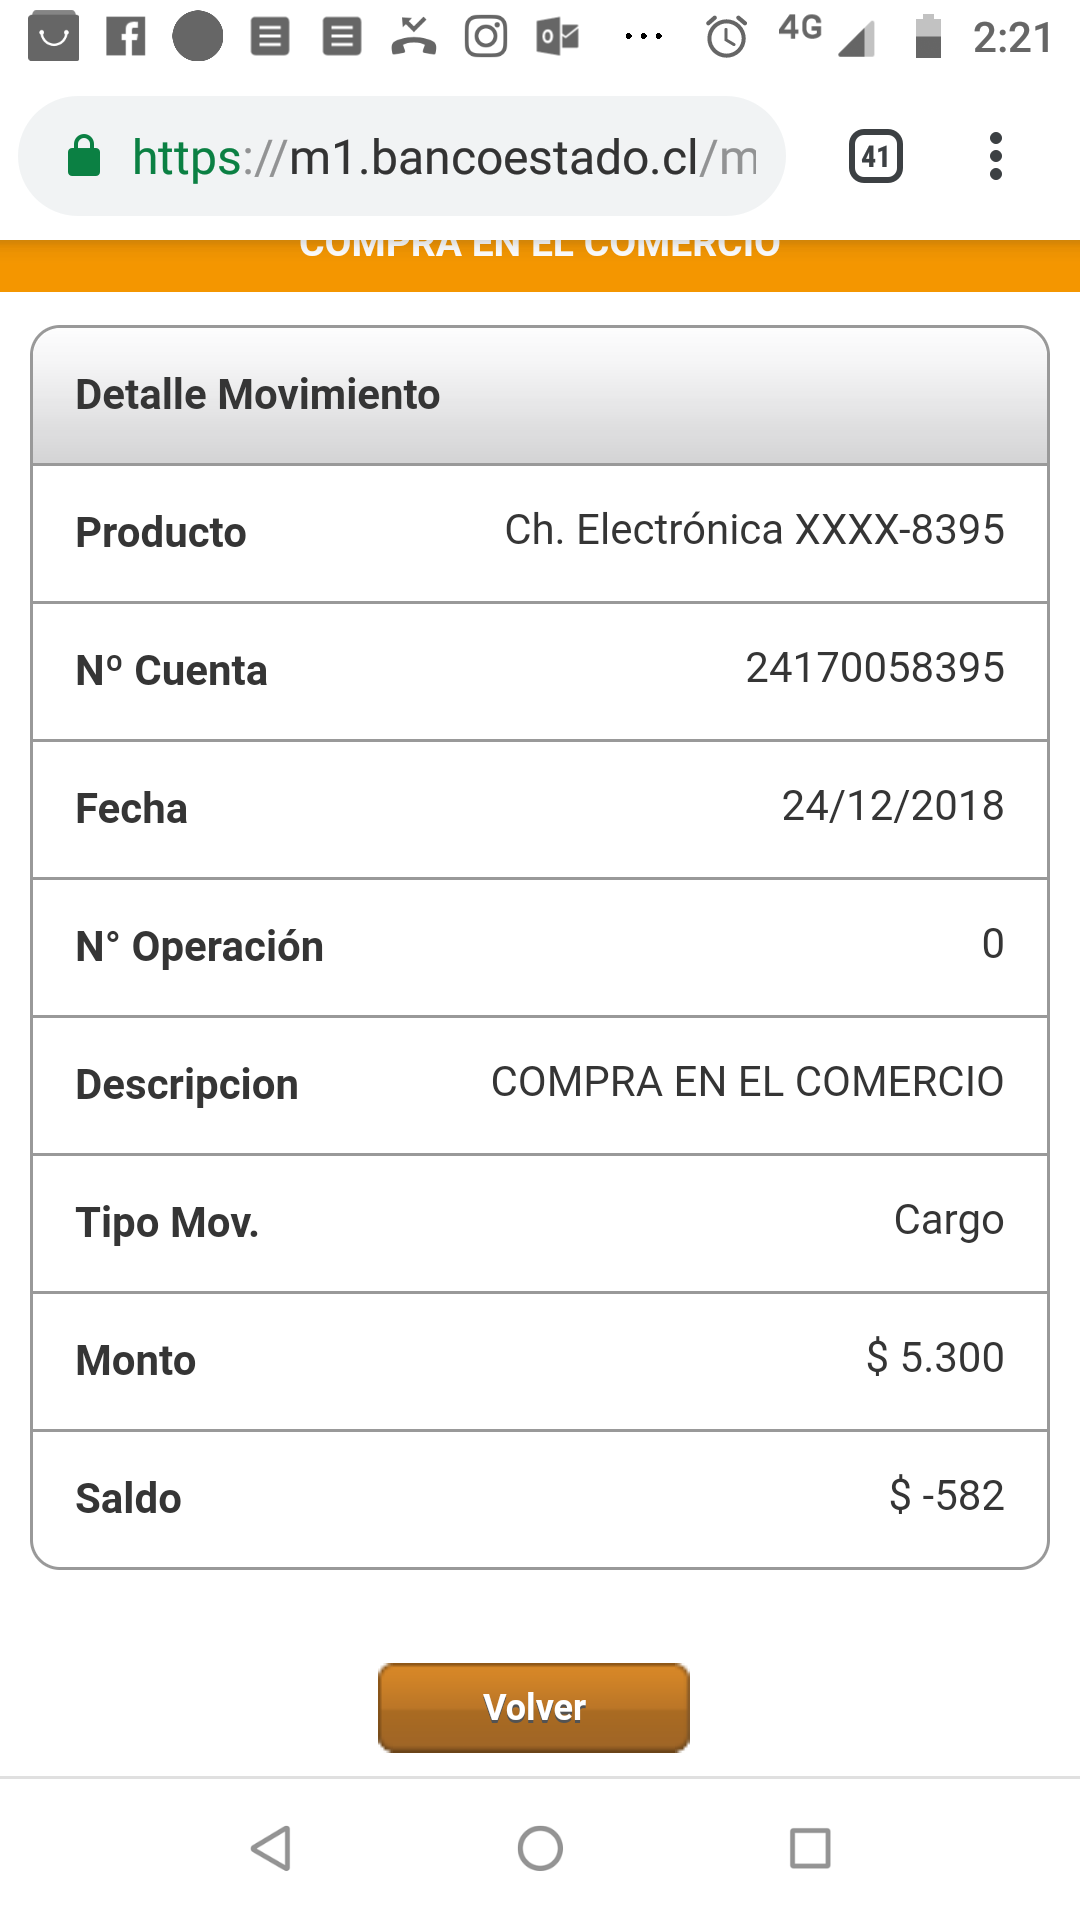 4G 2:21
https://m1.bancoestado.cl/m
41
COMPRA EN EL COMERCIO
Detalle Movimiento
Producto Ch. Electrónica XXXX-8395
Nº Cuenta 24170058395
Fecha 24/12/2018
N° Operación 0
Descripcion COMPRA EN EL COMERCIO
Tipo Mov. Cargo
Monto $ 5.300
Saldo $ -582
Volver